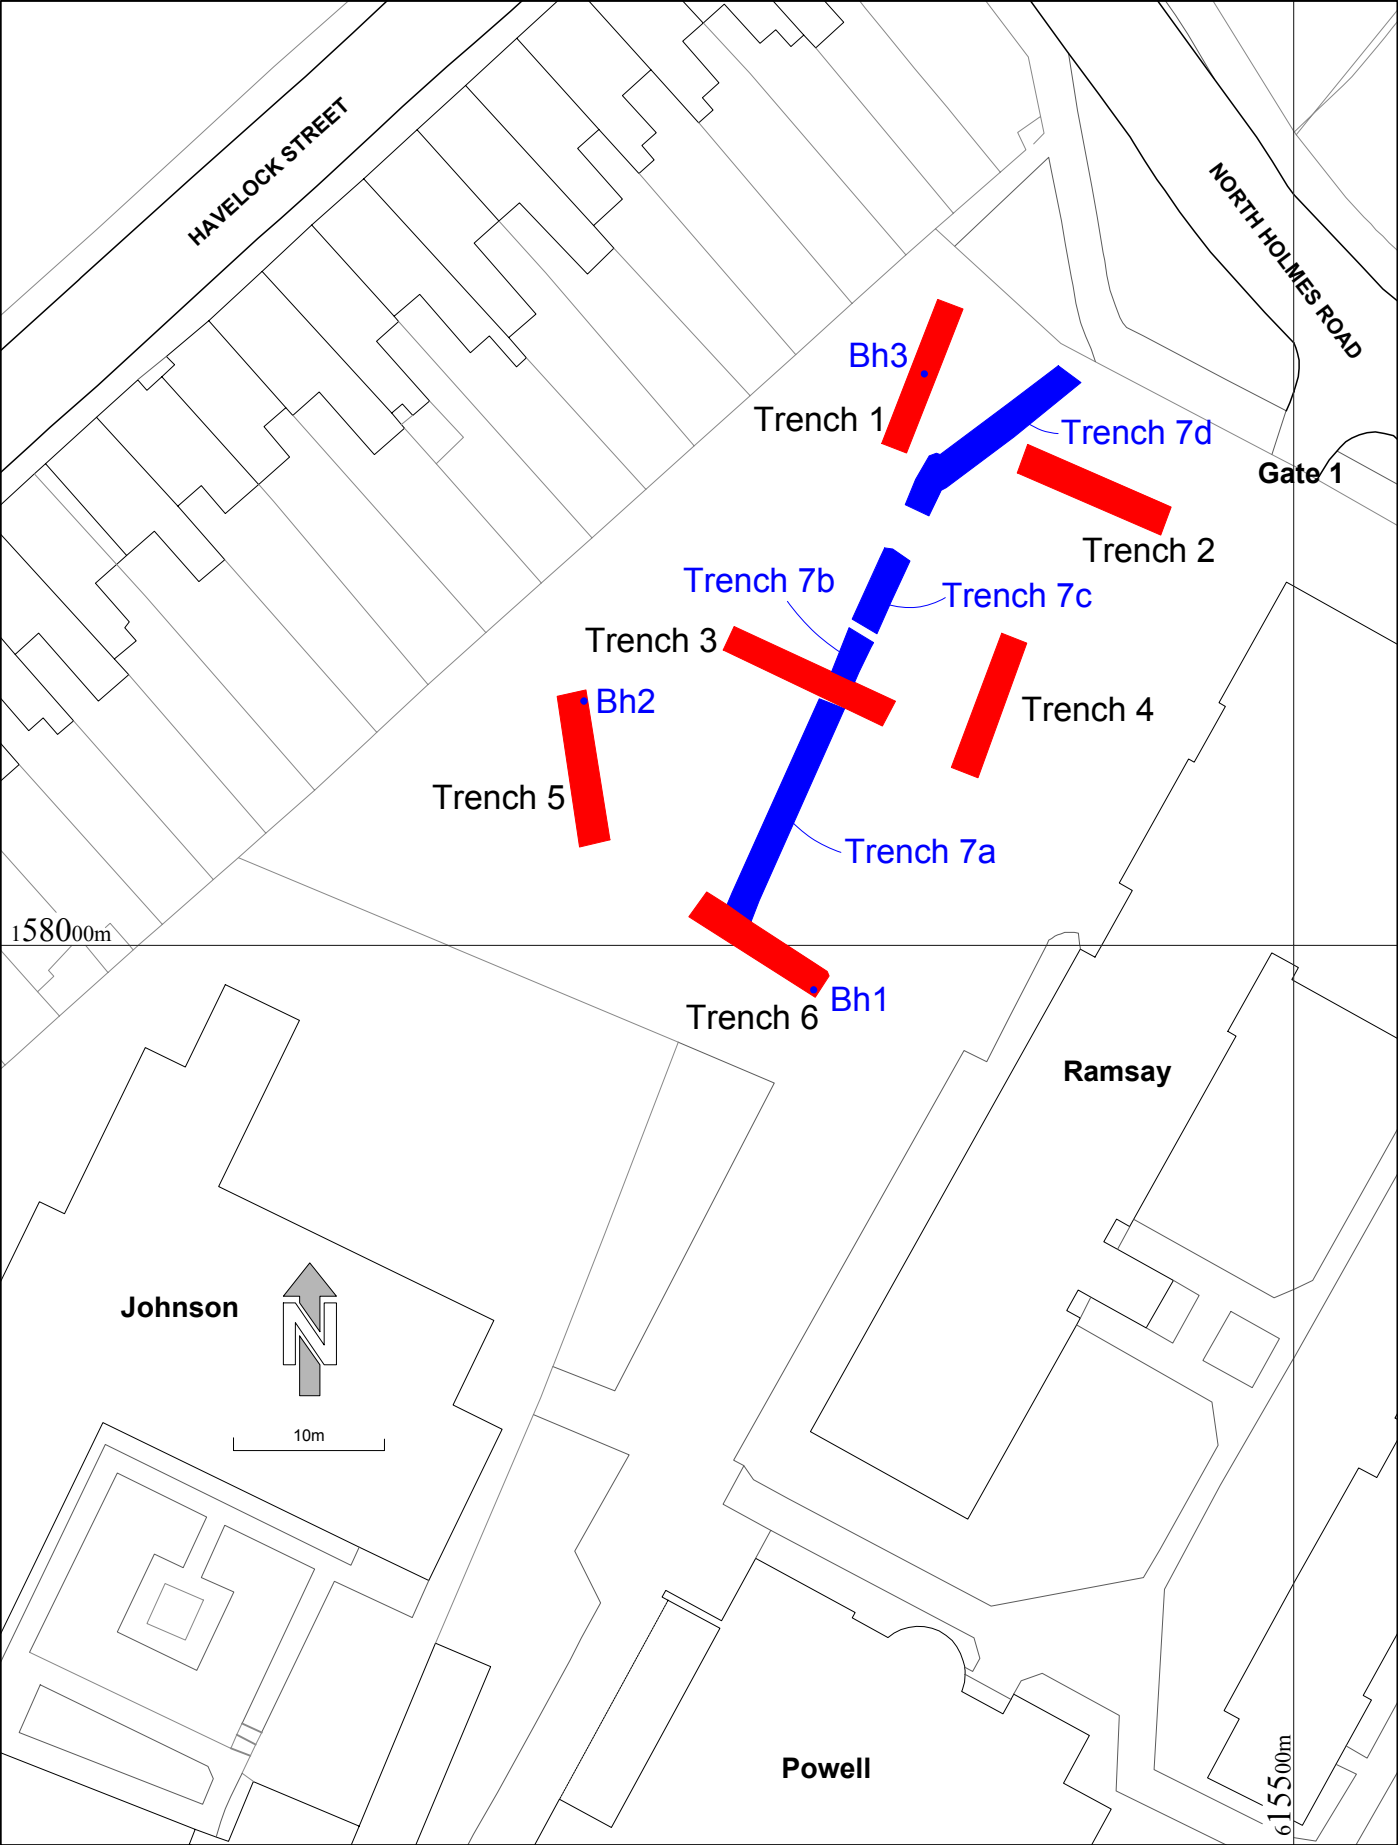 HAVELOCK STREET
NORTH HOLMES ROAD
Bh3
Trench 1
Trench 7d
Gate 1
Trench 2
Trench 7b
Trench 7c
Trench 3
Bh2
Trench 4
Trench 5
Trench 7a
158000m
Bh1
Trench 6
Ramsay
Johnson
N
10m
Powell
615500m